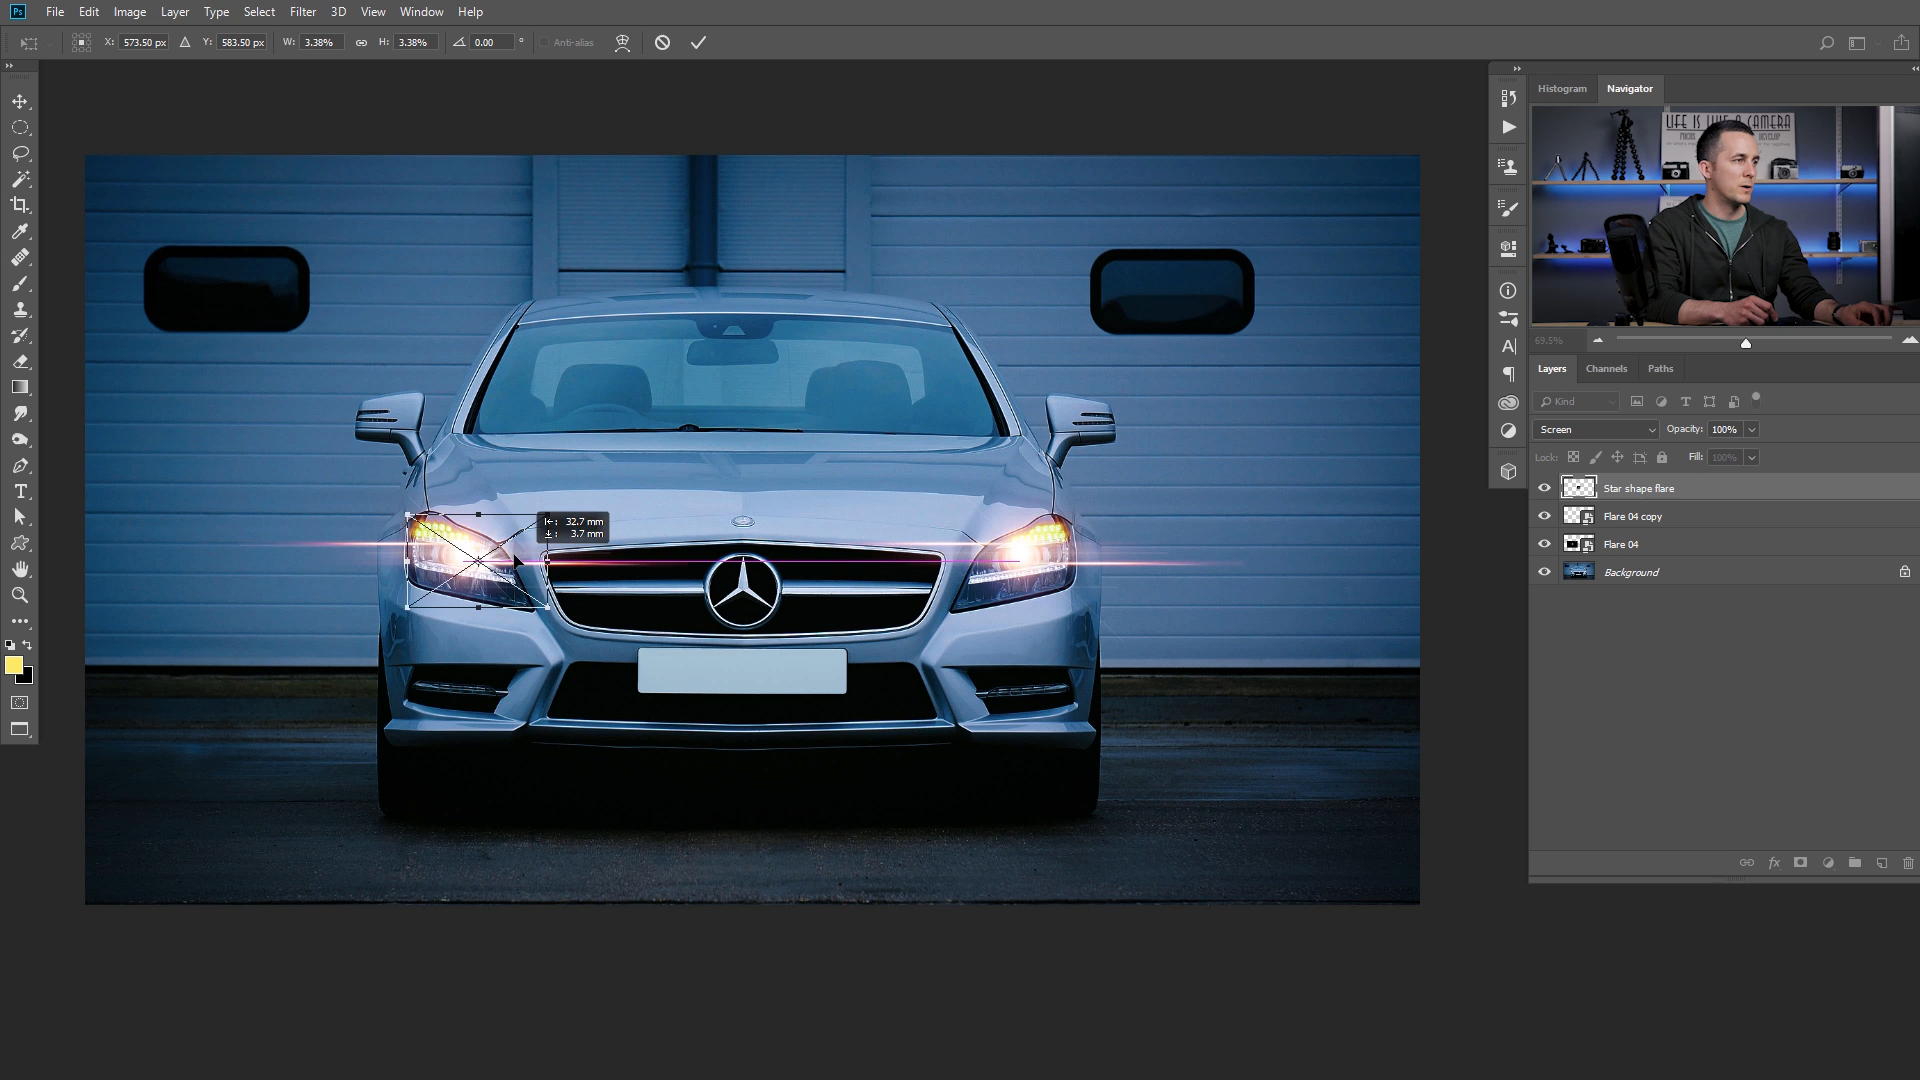 Ps File Edit Image Layer Type Select Filter 3D View Window Help
X: 573.50 px Y: 583.50 px W: 3.38% H: 3.38% 0.00 ° Anti-alias
Histogram Navigator
LIFE IS LIKE A CAMERA
FOCUS DEVELOP
69.5%
Layers Channels Paths
Kind
Screen Opacity: 100%
Lock: Fill: 100%
Star shape flare
Flare 04 copy
Flare 04
Background
32.7 mm
3.7 mm